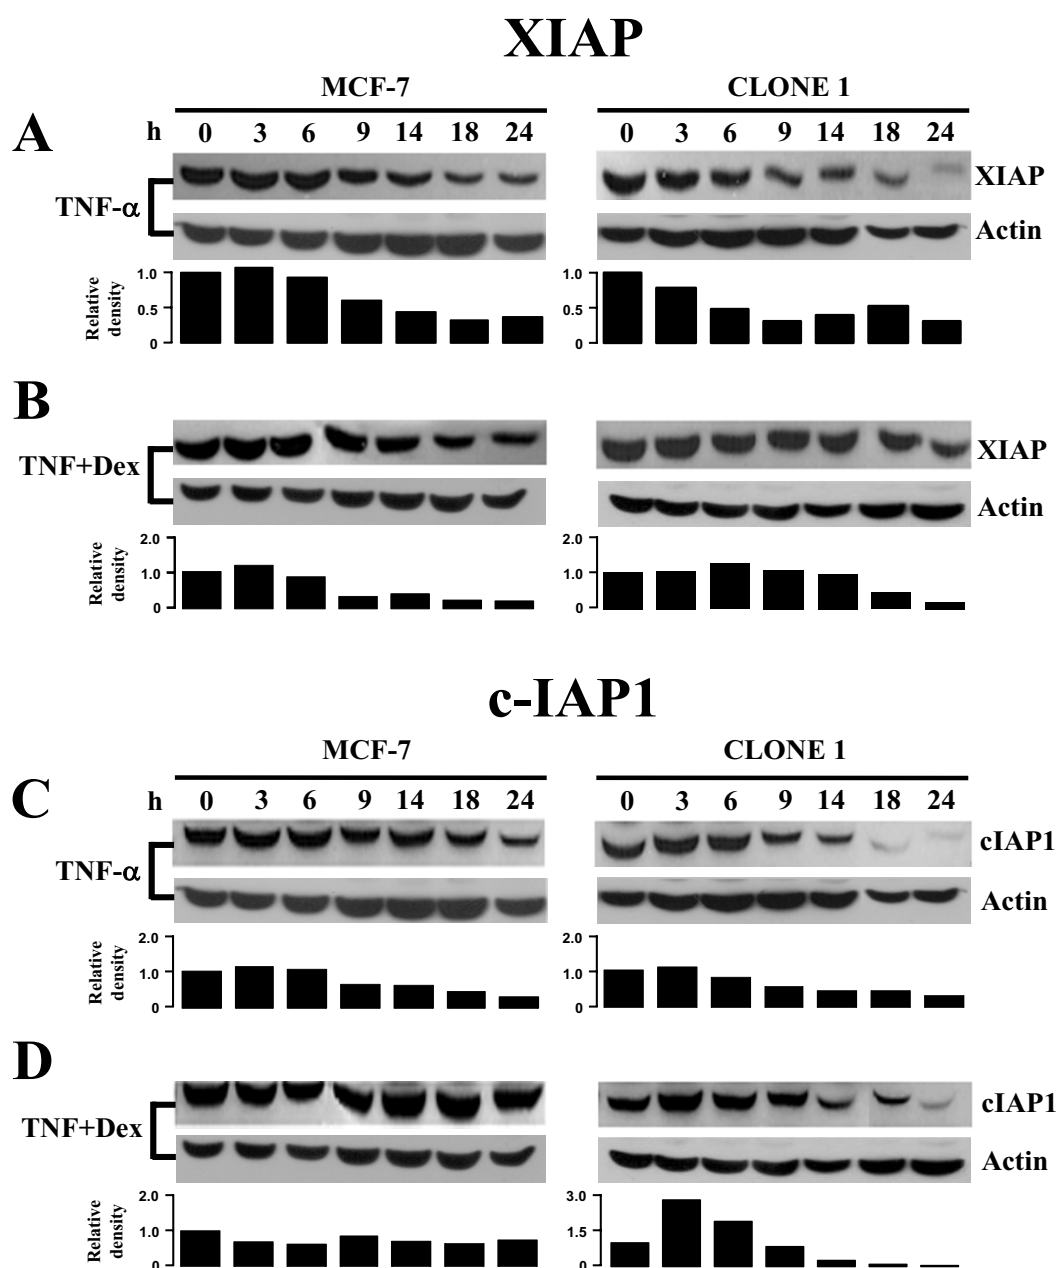 XIAP
MCF-7 CLONE 1
A h 0 3 6 9 14 18 24 0 3 6 9 14 18 24
TNF-α XIAP
Actin
Relative density 1.0 0.5 0 1.0 0.5 0
B
TNF+Dex XIAP
Actin
Relative density 2.0 1.0 0 2.0 1.0 0
c-IAP1
MCF-7 CLONE 1
C h 0 3 6 9 14 18 24 0 3 6 9 14 18 24
TNF-α cIAP1
Actin
Relative density 2.0 1.0 0 2.0 1.0 0
D
TNF+Dex cIAP1
Actin
Relative density 2.0 1.0 0 3.0 1.5 0